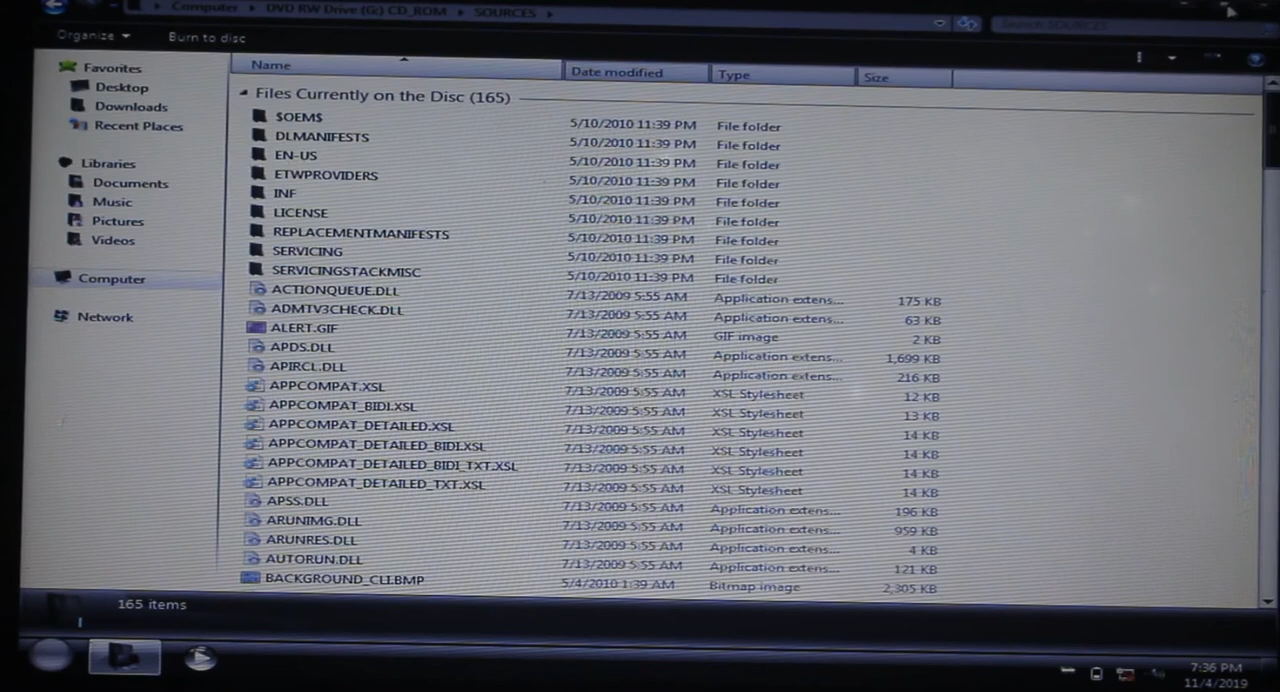 Computer DVD RW Drive (G:) CD_ROM SOURCES
Search SOURCES
Organize Burn to disc
Name Date modified Type Size
Favorites
Desktop
Downloads
Recent Places
Libraries
Documents
Music
Pictures
Videos
Computer
Network
Files Currently on the Disc (165)
$OEM$ 5/10/2010 11:39 PM File folder
DLMANIFESTS 5/10/2010 11:39 PM File folder
EN-US 5/10/2010 11:39 PM File folder
ETWPROVIDERS 5/10/2010 11:39 PM File folder
INF 5/10/2010 11:39 PM File folder
LICENSE 5/10/2010 11:39 PM File folder
REPLACEMENTMANIFESTS 5/10/2010 11:39 PM File folder
SERVICING 5/10/2010 11:39 PM File folder
SERVICINGSTACKMISC 5/10/2010 11:39 PM File folder
ACTIONQUEUE.DLL 7/13/2009 5:55 AM Application extens... 175 KB
ADMTV3CHECK.DLL 7/13/2009 5:55 AM Application extens... 63 KB
ALERT.GIF 7/13/2009 5:55 AM GIF image 2 KB
APDS.DLL 7/13/2009 5:55 AM Application extens... 1,699 KB
APIRCL.DLL 7/13/2009 5:55 AM Application extens... 216 KB
APPCOMPAT.XSL 7/13/2009 5:55 AM XSL Stylesheet 12 KB
APPCOMPAT_BIDI.XSL 7/13/2009 5:55 AM XSL Stylesheet 13 KB
APPCOMPAT_DETAILED.XSL 7/13/2009 5:55 AM XSL Stylesheet 14 KB
APPCOMPAT_DETAILED_BIDI.XSL 7/13/2009 5:55 AM XSL Stylesheet 14 KB
APPCOMPAT_DETAILED_BIDI_TXT.XSL 7/13/2009 5:55 AM XSL Stylesheet 14 KB
APPCOMPAT_DETAILED_TXT.XSL 7/13/2009 5:55 AM XSL Stylesheet 14 KB
APSS.DLL 7/13/2009 5:55 AM Application extens... 196 KB
ARUNIMG.DLL 7/13/2009 5:55 AM Application extens... 959 KB
ARUNRES.DLL 7/13/2009 5:55 AM Application extens... 4 KB
AUTORUN.DLL 7/13/2009 5:55 AM Application extens... 121 KB
BACKGROUND_CLI.BMP 5/4/2010 1:39 AM Bitmap image 2,305 KB
165 items
7:36 PM
11/4/2019